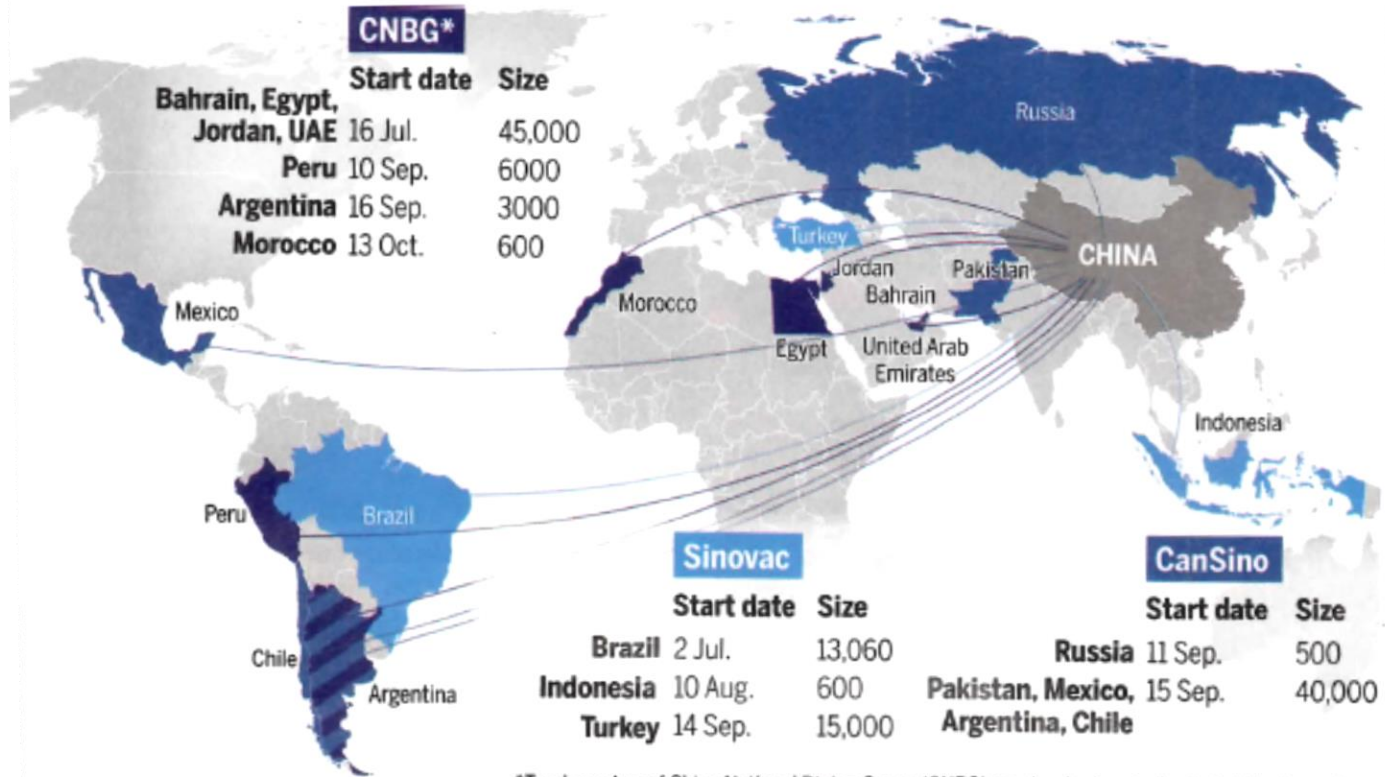 CNBG*
Start date Size
Bahrain, Egypt,
Jordan, UAE 16 Jul. 45,000
Peru 10 Sep. 6000
Argentina 16 Sep. 3000
Morocco 13 Oct. 600
Russia
Turkey
CHINA
Jordan
Pakistan
Bahrain
Morocco
Mexico
Egypt
United Arab
Emirates
Indonesia
Peru
Brazil
Chile
Argentina
Sinovac
Start date Size
Brazil 2 Jul. 13,060
Indonesia 10 Aug. 600
Turkey 14 Sep. 15,000
CanSino
Start date Size
Russia 11 Sep. 500
Pakistan, Mexico, 15 Sep. 40,000
Argentina, Chile